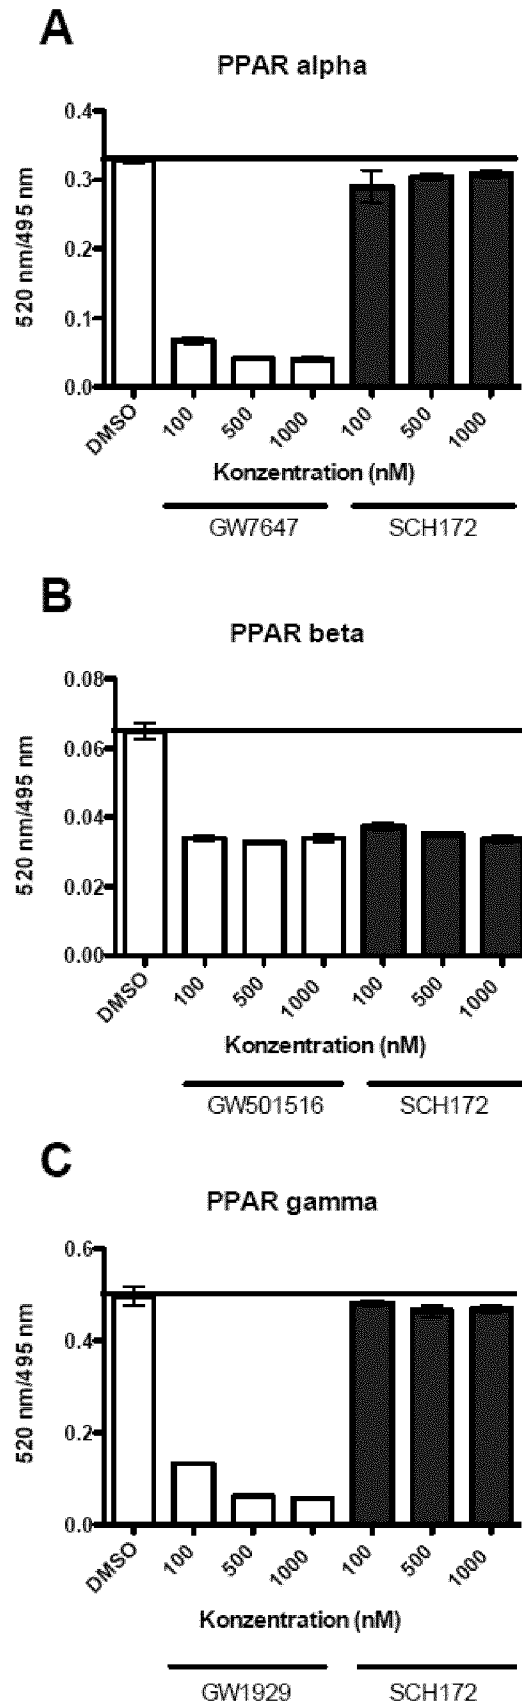 A
PPAR alpha
0.4
0.3
0.2
0.1
0.0
520 nm/495 nm
DMSO 100 500 1000 100 500 1000
Konzentration (nM)
GW7647 SCH172
B
PPAR beta
0.08
0.06
0.04
0.02
0.00
520 nm/495 nm
DMSO 100 500 1000 100 500 1000
Konzentration (nM)
GW501516 SCH172
C
PPAR gamma
0.6
0.4
0.2
0.0
520 nm/495 nm
DMSO 100 500 1000 100 500 1000
Konzentration (nM)
GW1929 SCH172